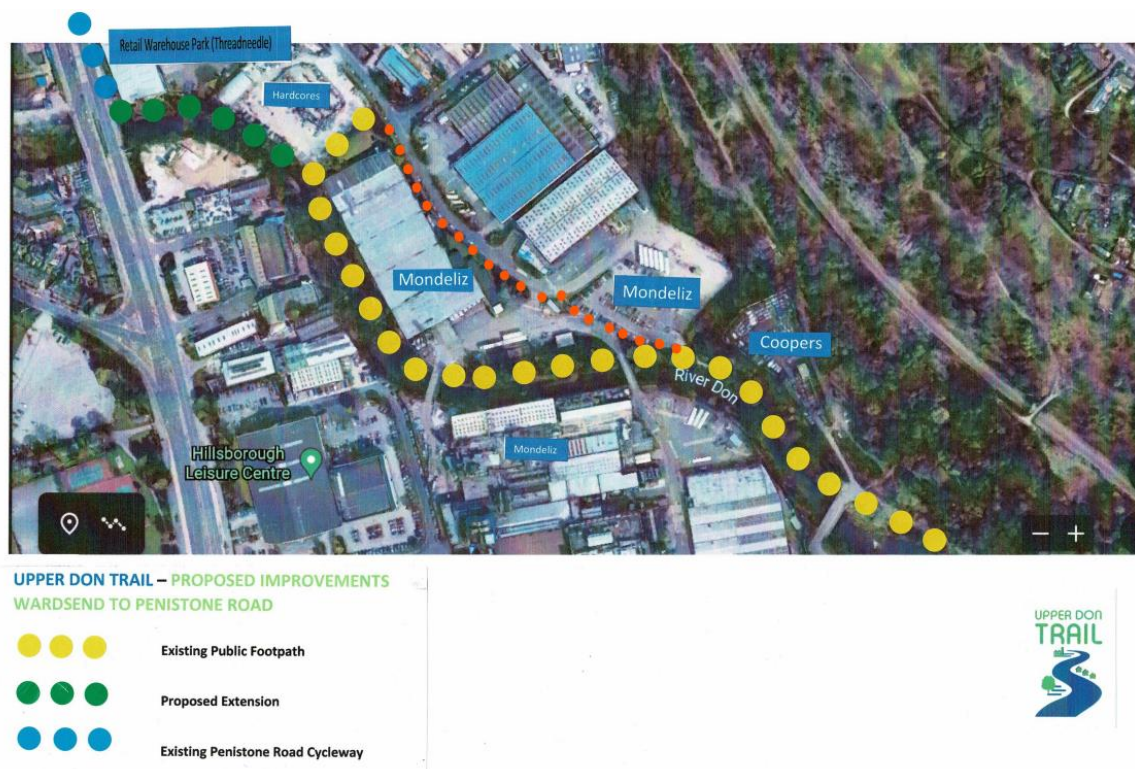 Retail Warehouse Park (Threadneedle)
Hardcores
Mondeliz
Mondeliz
Coopers
River Don
Mondeliz
Hillsborough
Leisure Centre
UPPER DON TRAIL – PROPOSED IMPROVEMENTS
WARDSEND TO PENISTONE ROAD
Existing Public Footpath
Proposed Extension
Existing Penistone Road Cycleway
UPPER DON
TRAIL